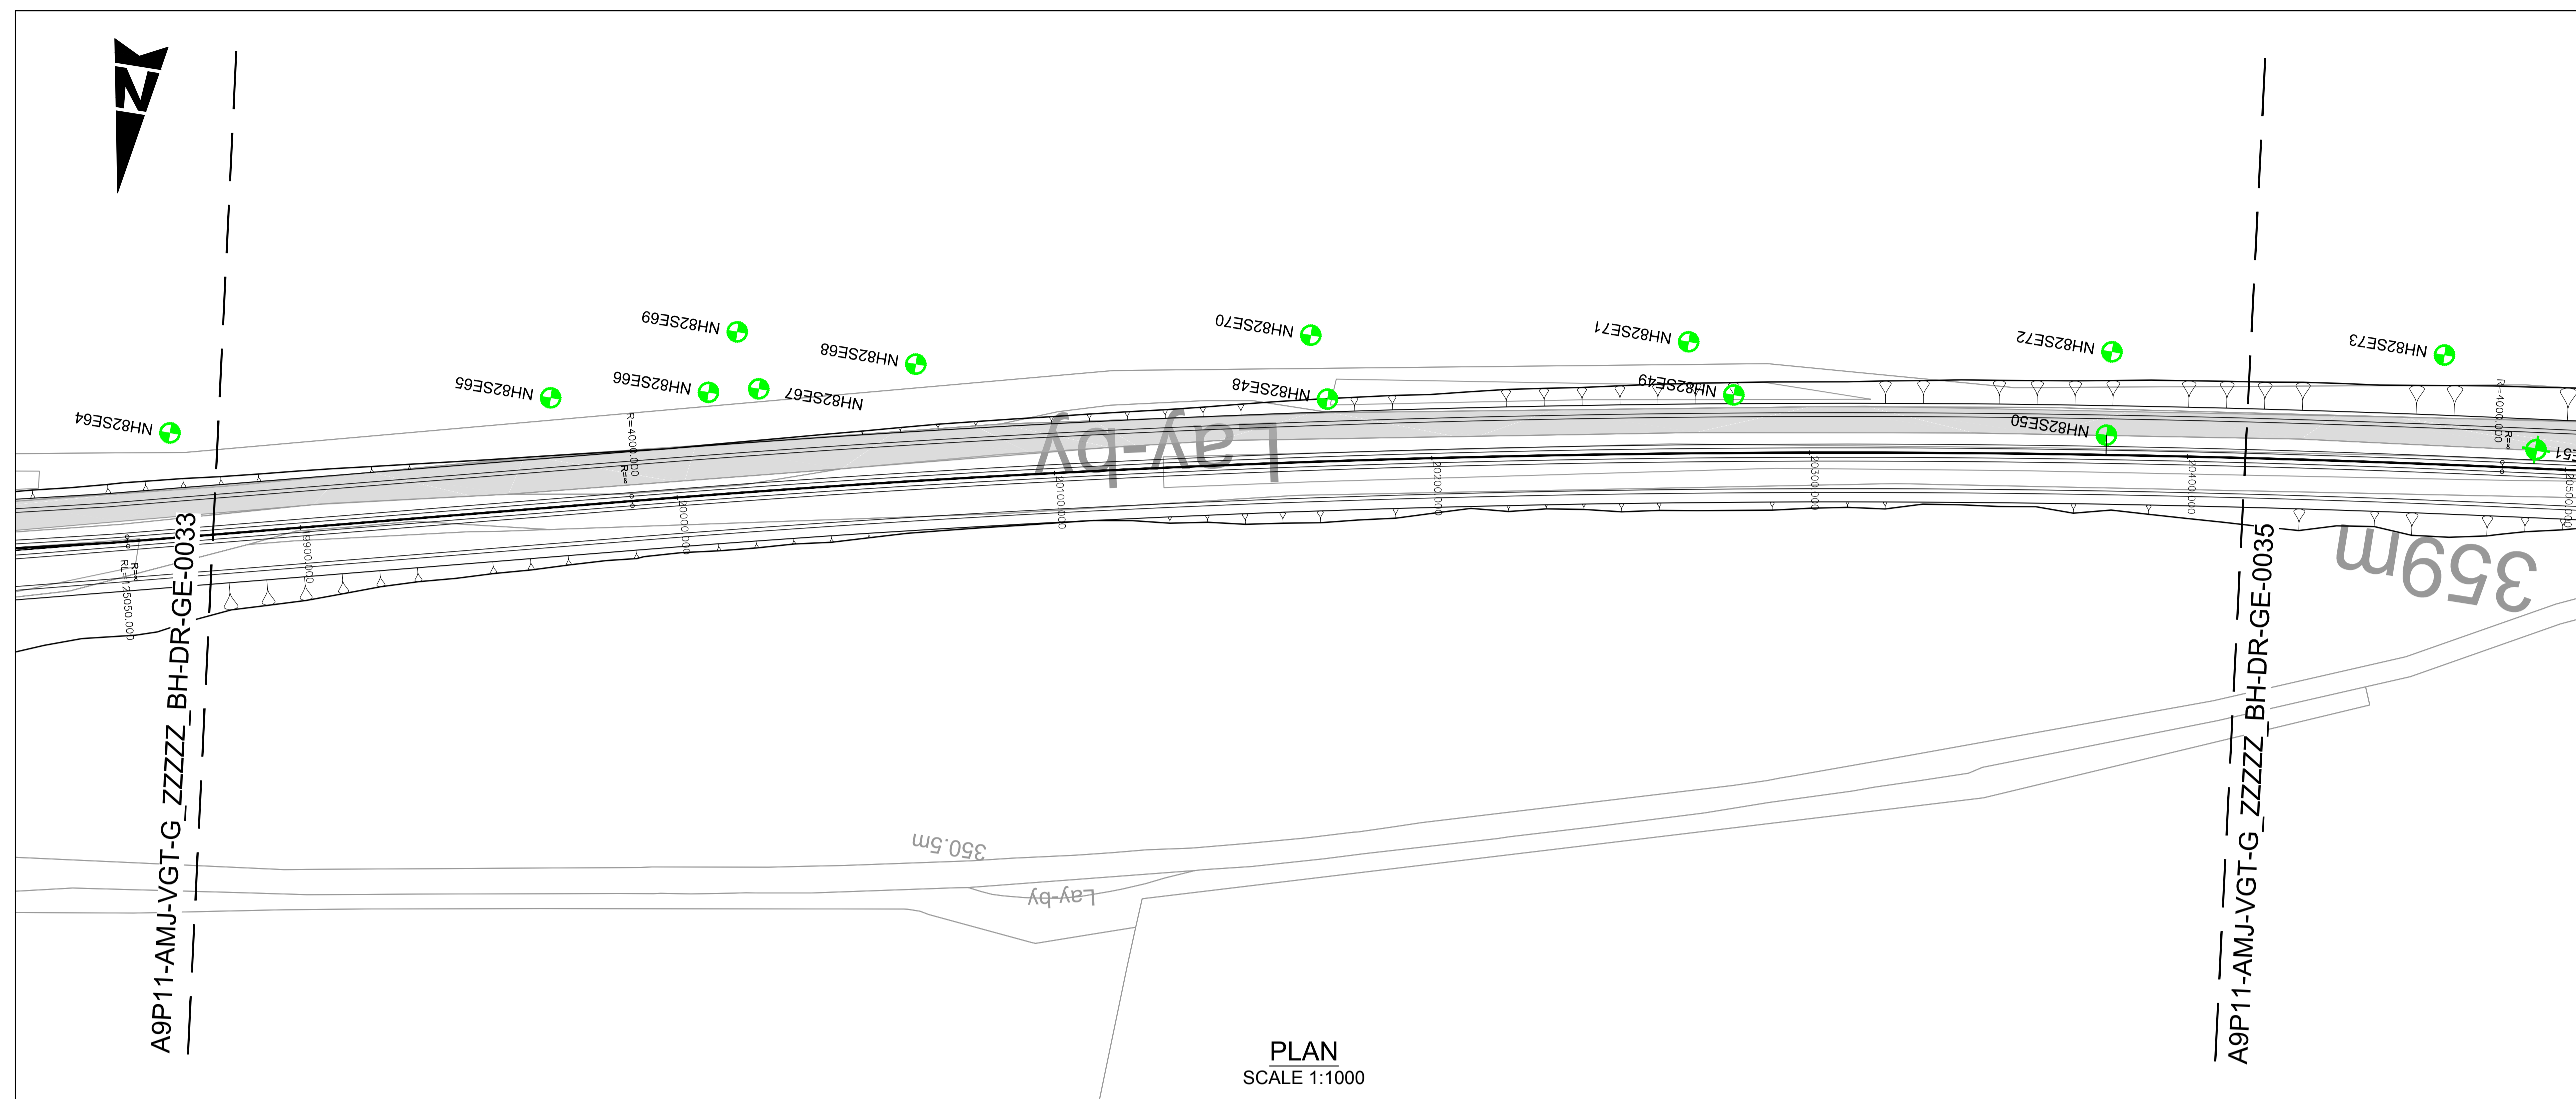 N
NH82SE69
NH82SE70
NH82SE71
NH82SE72
NH82SE73
NH82SE68
NH82SE65
NH82SE66
NH82SE67
NH82SE48
NH82SE49
NH82SE64
NH82SE50
R=4000.000
R=∞
R=4000.000
R=∞
Lay-by
R=∞
359m
A9P11-AMJ-VGT-G_ZZZZZ_BH-DR-GE-0033
A9P11-AMJ-VGT-G_ZZZZZ_BH-DR-GE-0035
350.5m
Lay-by
PLAN
SCALE 1:1000